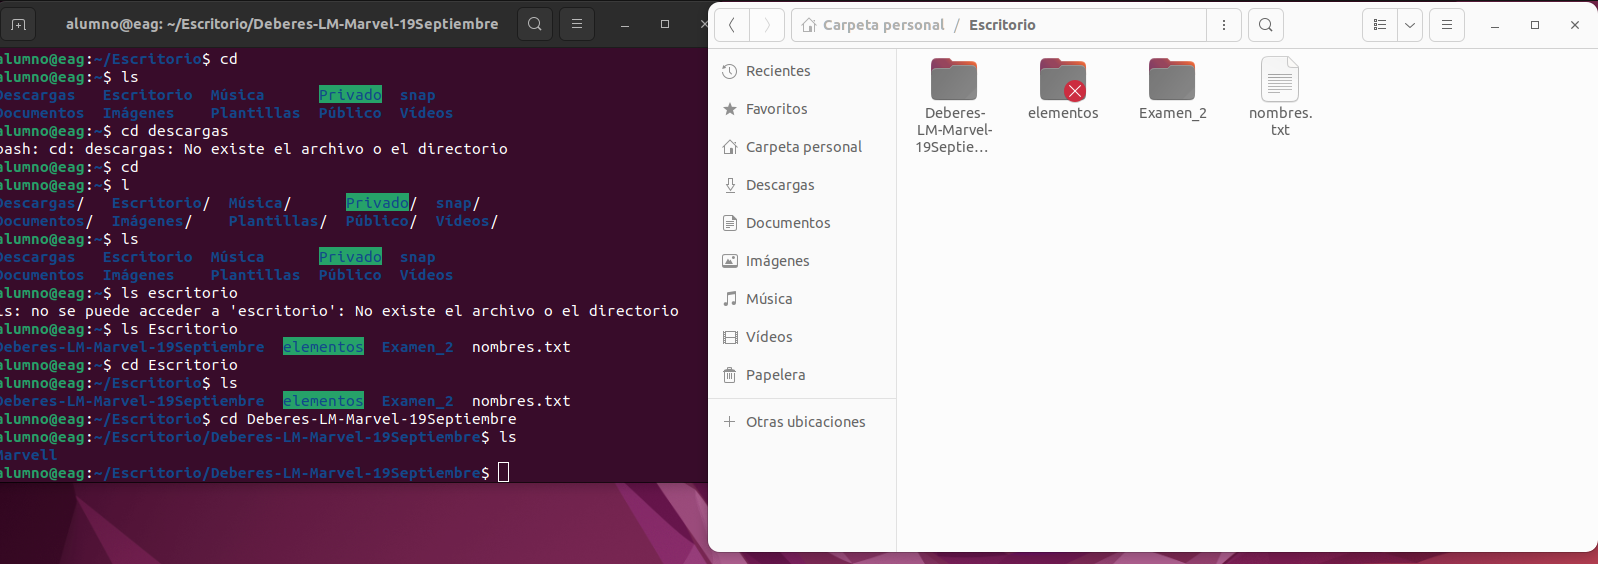 alumno@eag: ~/Escritorio/Deberes-LM-Marvel-19Septiembre
alumno@eag:~/Escritorio$ cd
alumno@eag:~$ ls
Descargas Escritorio Música Privado snap
Documentos Imágenes Plantillas Público Vídeos
alumno@eag:~$ cd descargas
bash: cd: descargas: No existe el archivo o el directorio
alumno@eag:~$ cd
alumno@eag:~$ l
Descargas/ Escritorio/ Música/ Privado/ snap/
Documentos/ Imágenes/ Plantillas/ Público/ Vídeos/
alumno@eag:~$ ls
Descargas Escritorio Música Privado snap
Documentos Imágenes Plantillas Público Vídeos
alumno@eag:~$ ls escritorio
ls: no se puede acceder a 'escritorio': No existe el archivo o el directorio
alumno@eag:~$ ls Escritorio
Deberes-LM-Marvel-19Septiembre elementos Examen_2 nombres.txt
alumno@eag:~$ cd Escritorio
alumno@eag:~/Escritorio$ ls
Deberes-LM-Marvel-19Septiembre elementos Examen_2 nombres.txt
alumno@eag:~/Escritorio$ cd Deberes-LM-Marvel-19Septiembre
alumno@eag:~/Escritorio/Deberes-LM-Marvel-19Septiembre$ ls
Marvell
alumno@eag:~/Escritorio/Deberes-LM-Marvel-19Septiembre$
Carpeta personal / Escritorio
Recientes
Favoritos
Carpeta personal
Descargas
Documentos
Imágenes
Música
Vídeos
Papelera
Otras ubicaciones
Deberes-
LM-Marvel-
19Septie...
elementos
Examen_2
nombres.
txt